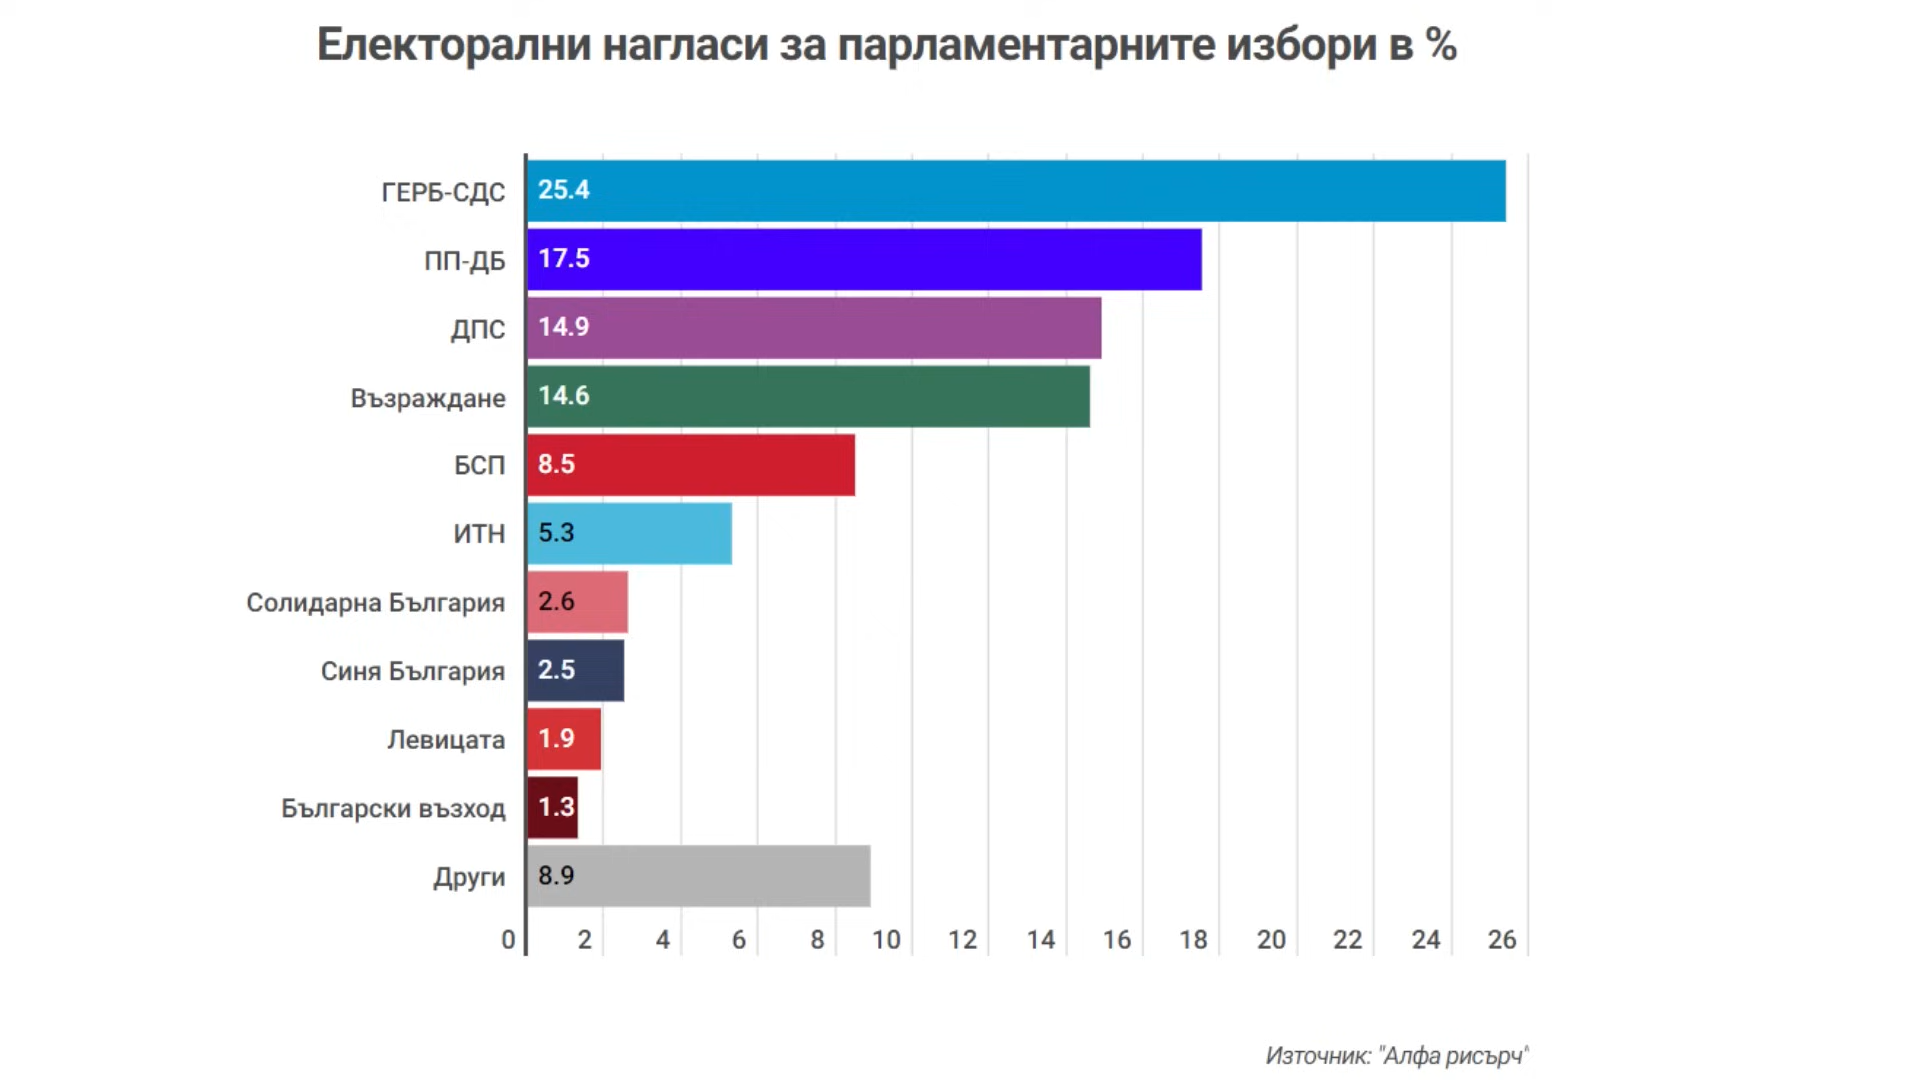 Електорални нагласи за парламентарните избори в %
ГЕРБ-СДС 25.4
ПП-ДБ 17.5
ДПС 14.9
Възраждане 14.6
БСП 8.5
ИТН 5.3
Солидарна България 2.6
Синя България 2.5
Левицата 1.9
Български възход 1.3
Други 8.9
0 2 4 6 8 10 12 14 16 18 20 22 24 26
Източник: "Алфа рисърч"